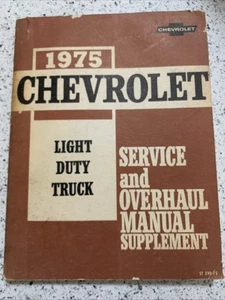 CHEVROLET
1975
CHEVROLET
LIGHT
DUTY
TRUCK
SERVICE
and
OVERHAUL
MANUAL
SUPPLEMENT